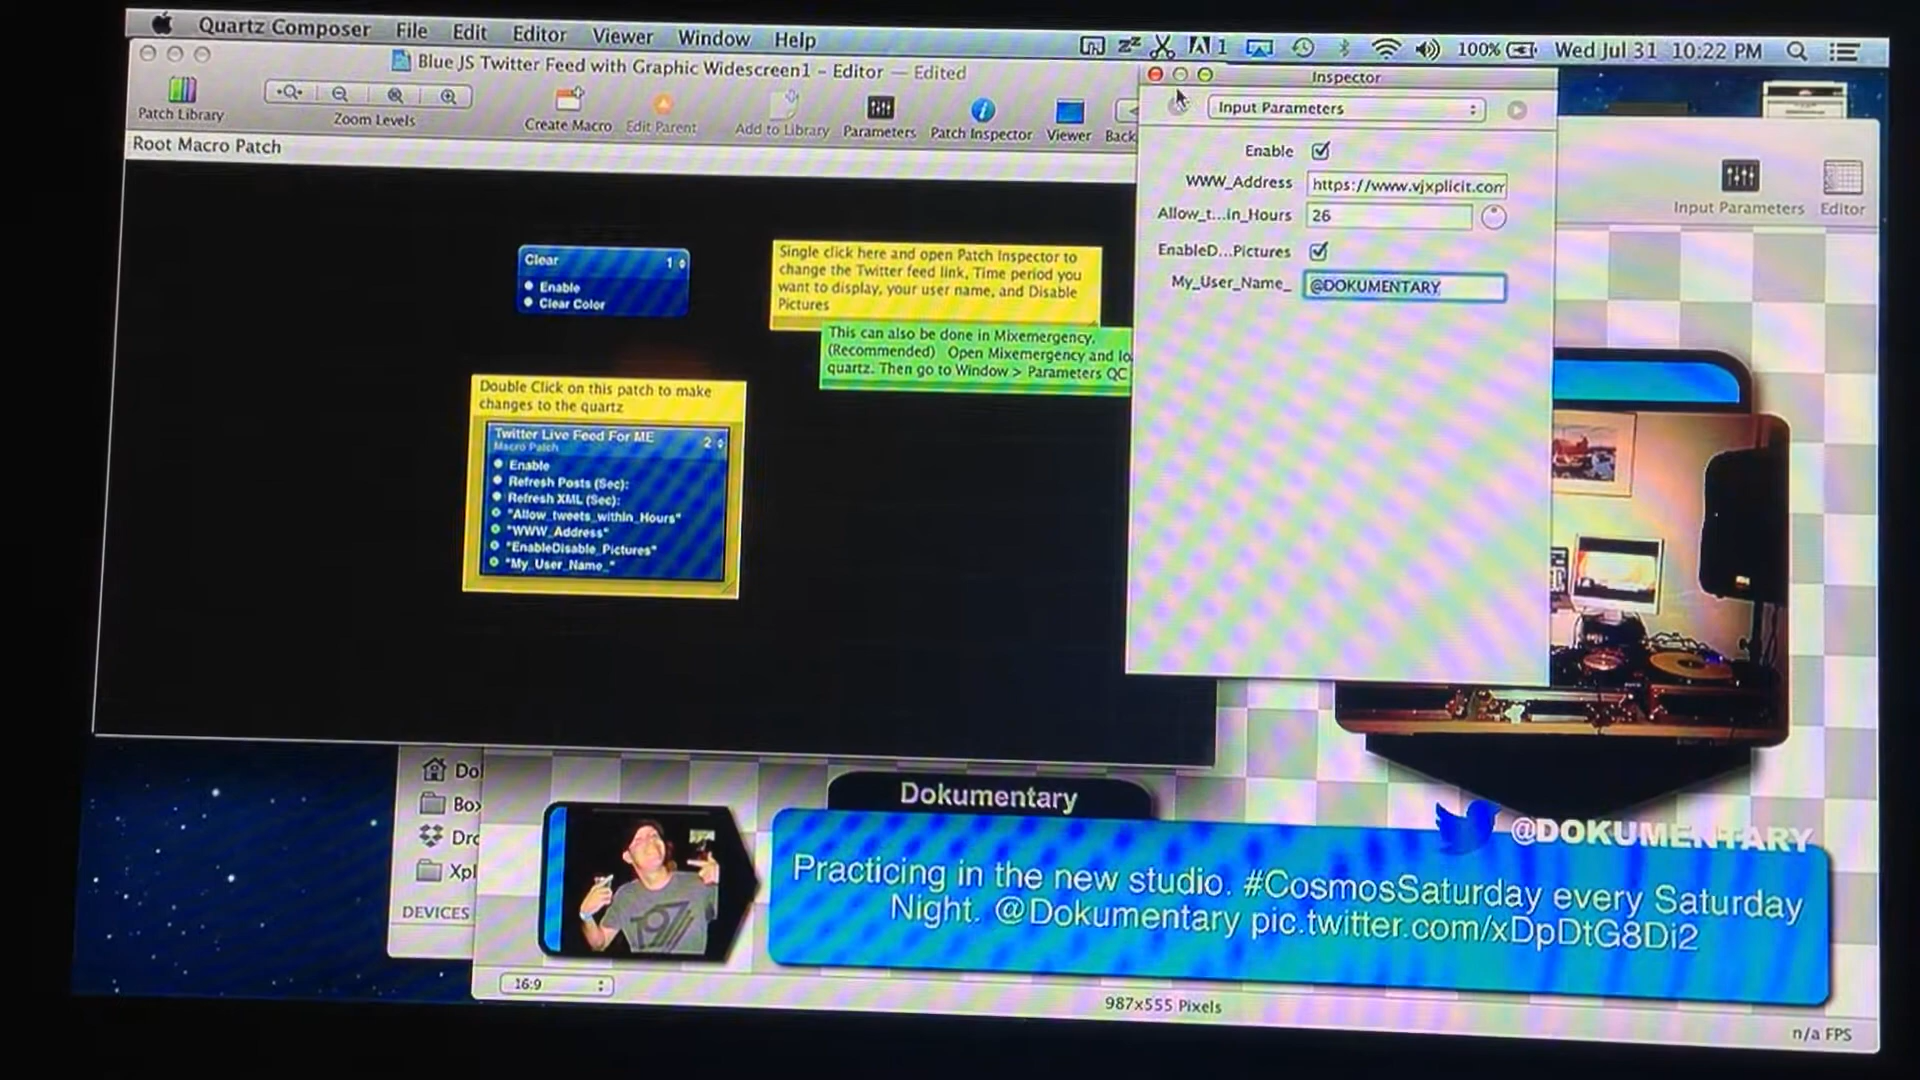 Quartz Composer File Edit Editor Viewer Window Help
1 100% Wed Jul 31 10:22 PM
Blue JS Twitter Feed with Graphic Widescreen1 – Editor — Edited
Patch Library
Zoom Levels
Create Macro
Edit Parent
Add to Library
Parameters
Patch Inspector
Viewer
Root Macro Patch
Clear 1
Enable
Clear Color
Single click here and open Patch Inspector to
change the Twitter feed link, Time period you
want to display, your user name, and Disable
Pictures
This can also be done in Mixemergency,
(Recommended) Open Mixemergency and
quartz. Then go to Window > Parameters QC
Double Click on this patch to make
changes to the quartz
Twitter Live Feed For ME 2
Macro Patch
Enable
Refresh Posts (Sec):
Refresh XML (Sec):
"Allow_tweets_within_Hours"
"WWW_Address"
"EnableDisable_Pictures"
"My_User_Name_"
Inspector
Input Parameters
Enable
WWW_Address https://www.vjxplicit.com
Allow_t...in_Hours 26
EnableD...Pictures
My_User_Name_ @DOKUMENTARY
Input Parameters
Editor
DEVICES
Dokumentary
@DOKUMENTARY
Practicing in the new studio. #CosmosSaturday every Saturday
Night. @Dokumentary pic.twitter.com/xDpDtG8Di2
16:9
987x555 Pixels
n/a FPS